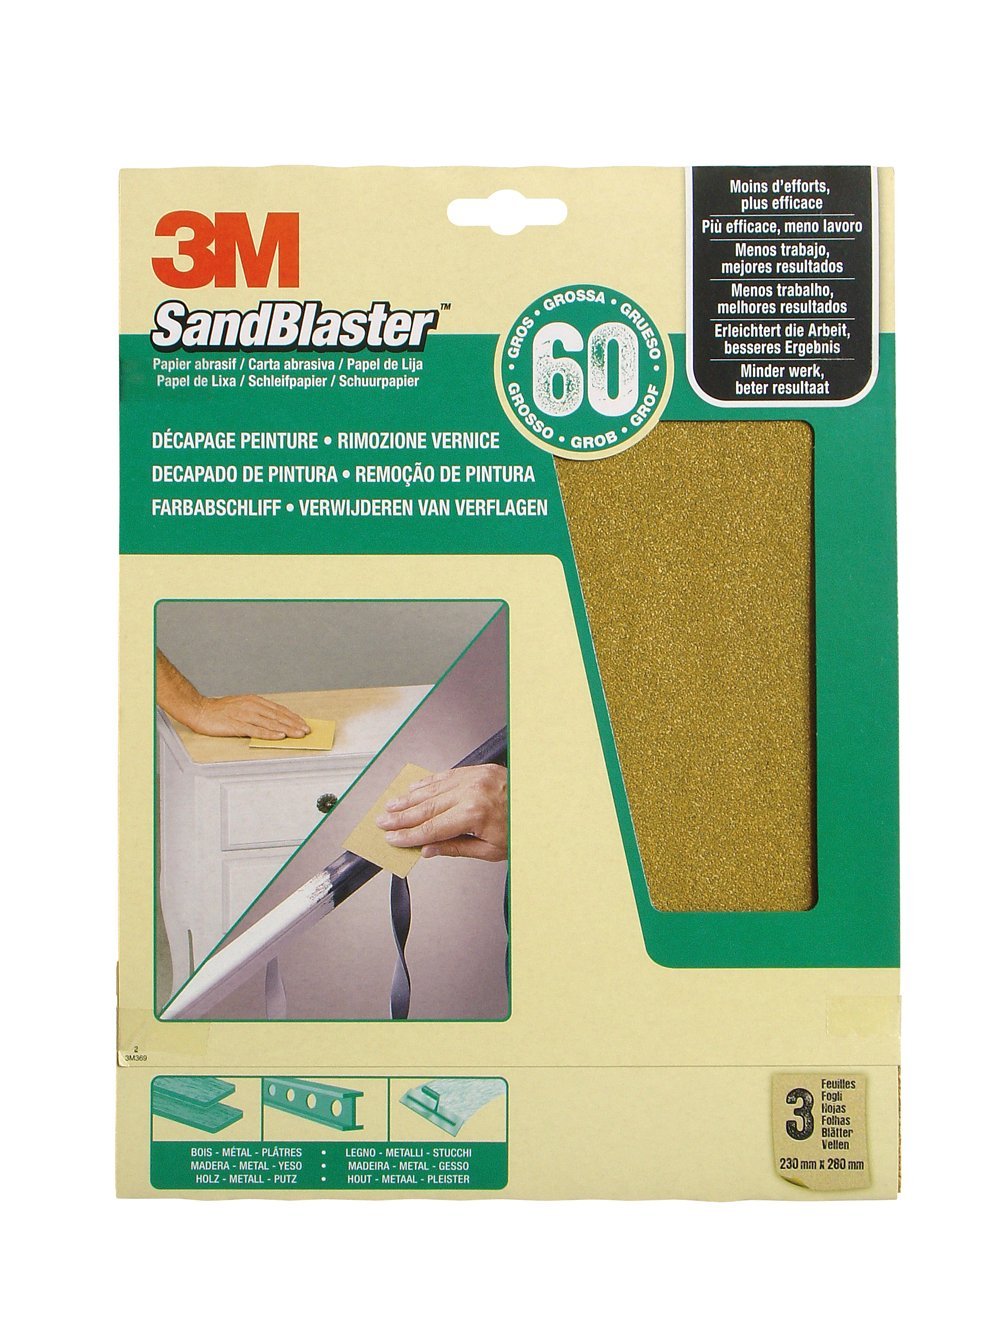 3M
SandBlaster™
Papier abrasif / Carta abrasiva / Papel de Lija
Papel de Lixa / Schleifpapier / Schuurpapier
DÉCAPAGE PEINTURE • RIMOZIONE VERNICE
DECAPADO DE PINTURA • REMOÇÃO DE PINTURA
FARBABSCHLIFF • VERWIJDEREN VAN VERFLAGEN
GROS • GROSSA • GRUESO •
60
GROSSO • GROB • GROF •
Moins d'efforts,
plus efficace
Più efficace, meno lavoro
Menos trabajo,
mejores resultados
Menos trabalho,
melhores resultados
Erleichtert die Arbeit,
besseres Ergebnis
Minder werk,
beter resultaat
2
3M369
BOIS - MÉTAL - PLÂTRES • LEGNO - METALLI - STUCCHI
MADERA - METAL - YESO • MADEIRA - METAL - GESSO
HOLZ - METALL - PUTZ • HOUT - METAAL - PLEISTER
3
Feuilles
Fogli
Hojas
Folhas
Blätter
Vellen
230 mm x 280 mm